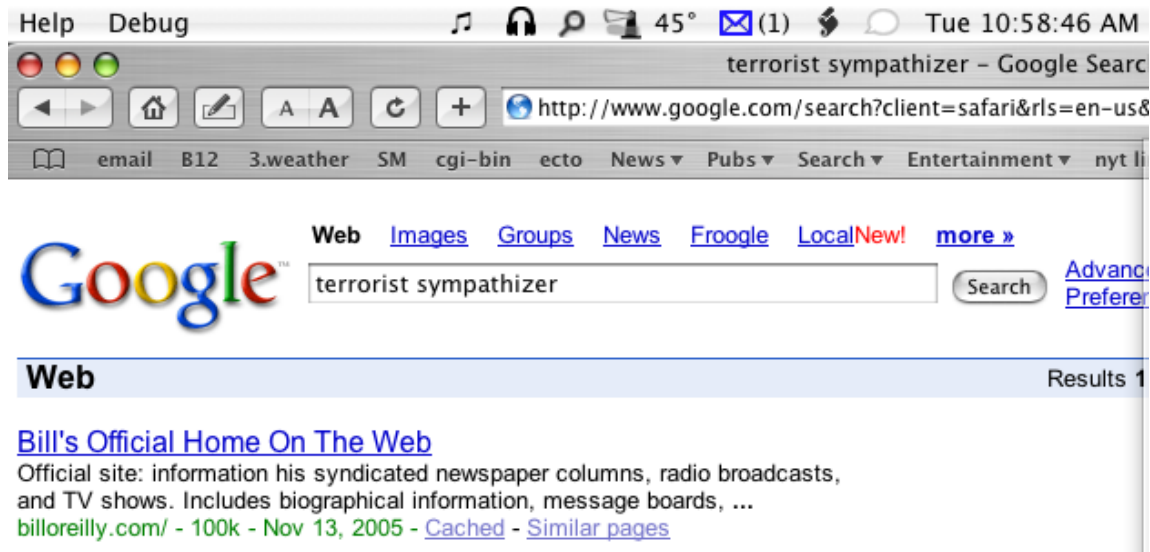 Help Debug 45° (1) Tue 10:58:46 AM
terrorist sympathizer – Google Searc
A A http://www.google.com/search?client=safari&rls=en-us&
email B12 3.weather SM cgi-bin ecto News ▾ Pubs ▾ Search ▾ Entertainment ▾ nyt li
Web Images Groups News Froogle LocalNew! more »
Google™ terrorist sympathizer Search Advanc
Preferer
Web Results 1
Bill's Official Home On The Web
Official site: information his syndicated newspaper columns, radio broadcasts,
and TV shows. Includes biographical information, message boards, ...
billoreilly.com/ - 100k - Nov 13, 2005 - Cached - Similar pages